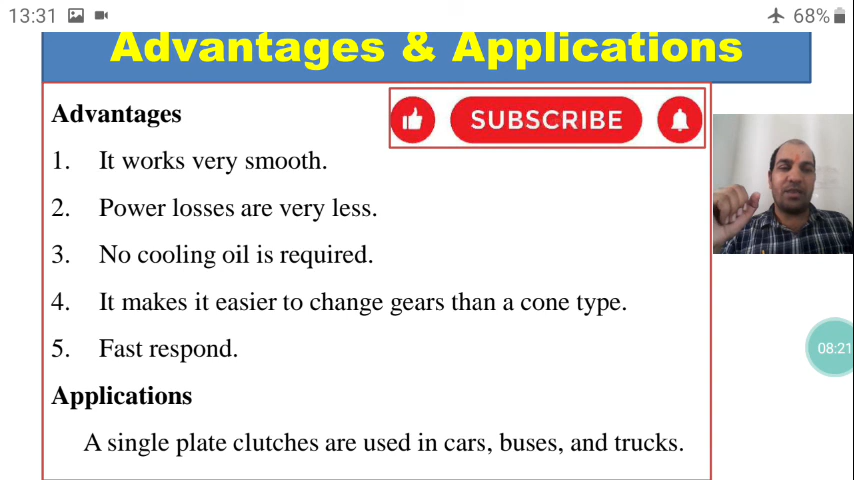 13:31 68%
Advantages & Applications
Advantages
SUBSCRIBE
1. It works very smooth.
2. Power losses are very less.
3. No cooling oil is required.
4. It makes it easier to change gears than a cone type.
5. Fast respond.
08:21
Applications
A single plate clutches are used in cars, buses, and trucks.